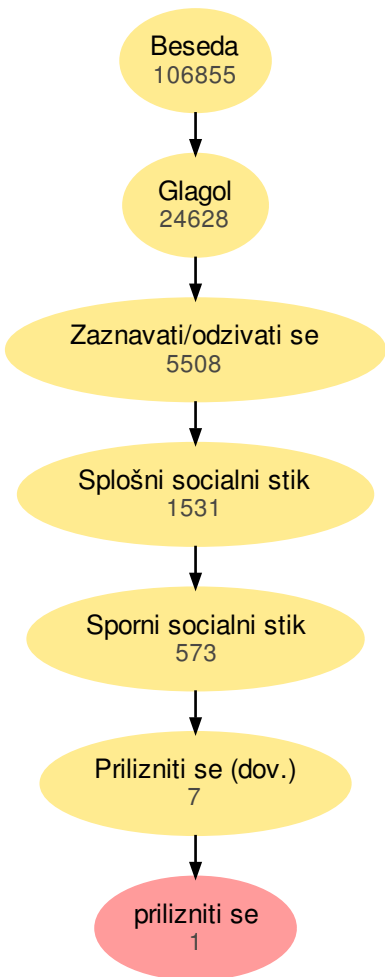 Beseda
106855
Glagol
24628
Zaznavati/odzivati se
5508
Splošni socialni stik
1531
Sporni socialni stik
573
Prilizniti se (dov.)
7
prilizniti se
1